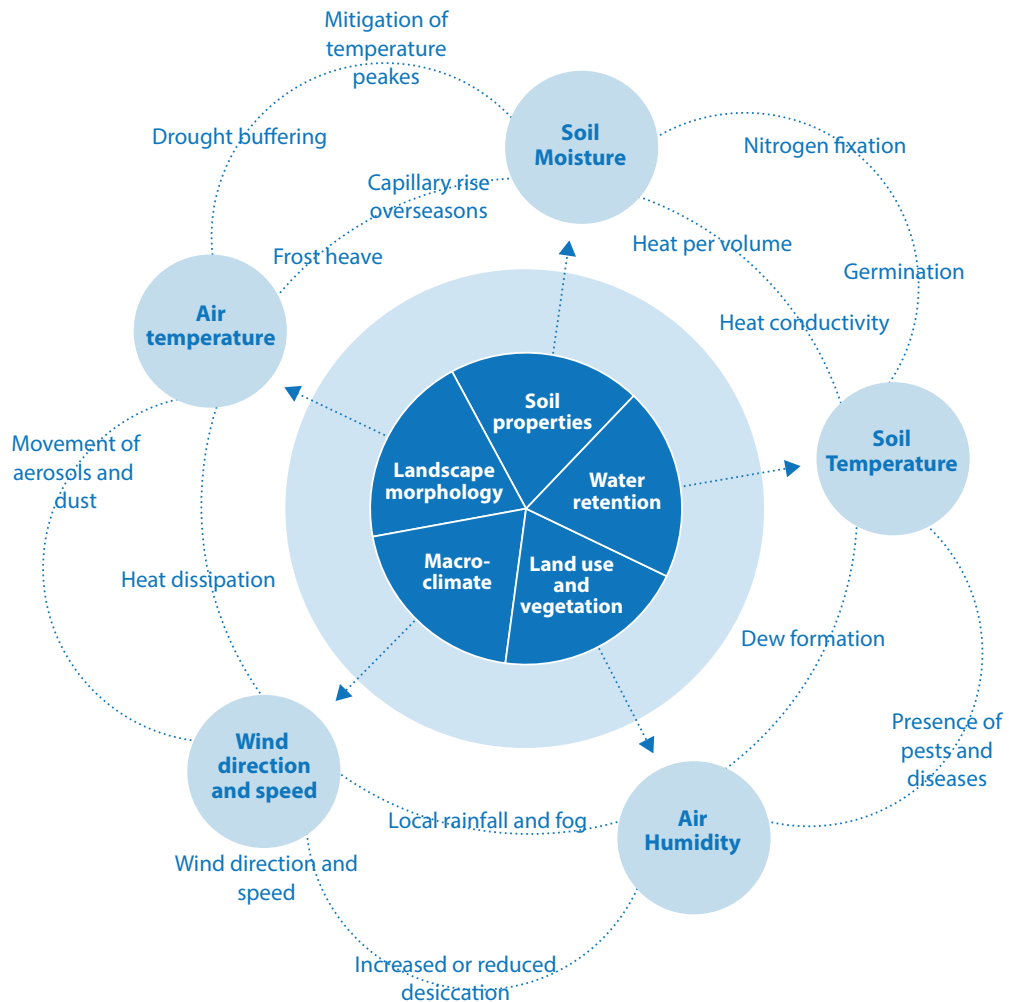 Mitigation of
temperature
peakes
Drought buffering
Capillary rise
overseasons
Frost heave
Soil
Moisture
Nitrogen fixation
Heat per volume
Germination
Heat conductivity
Air
temperature
Soil
Temperature
Soil
properties
Landscape
morphology
Water
retention
Macro-
climate
Land use
and
vegetation
Movement of
aerosols and
dust
Heat dissipation
Dew formation
Presence of
pests and
diseases
Wind
direction
and speed
Local rainfall and fog
Air
Humidity
Wind direction and
speed
Increased or reduced
desiccation